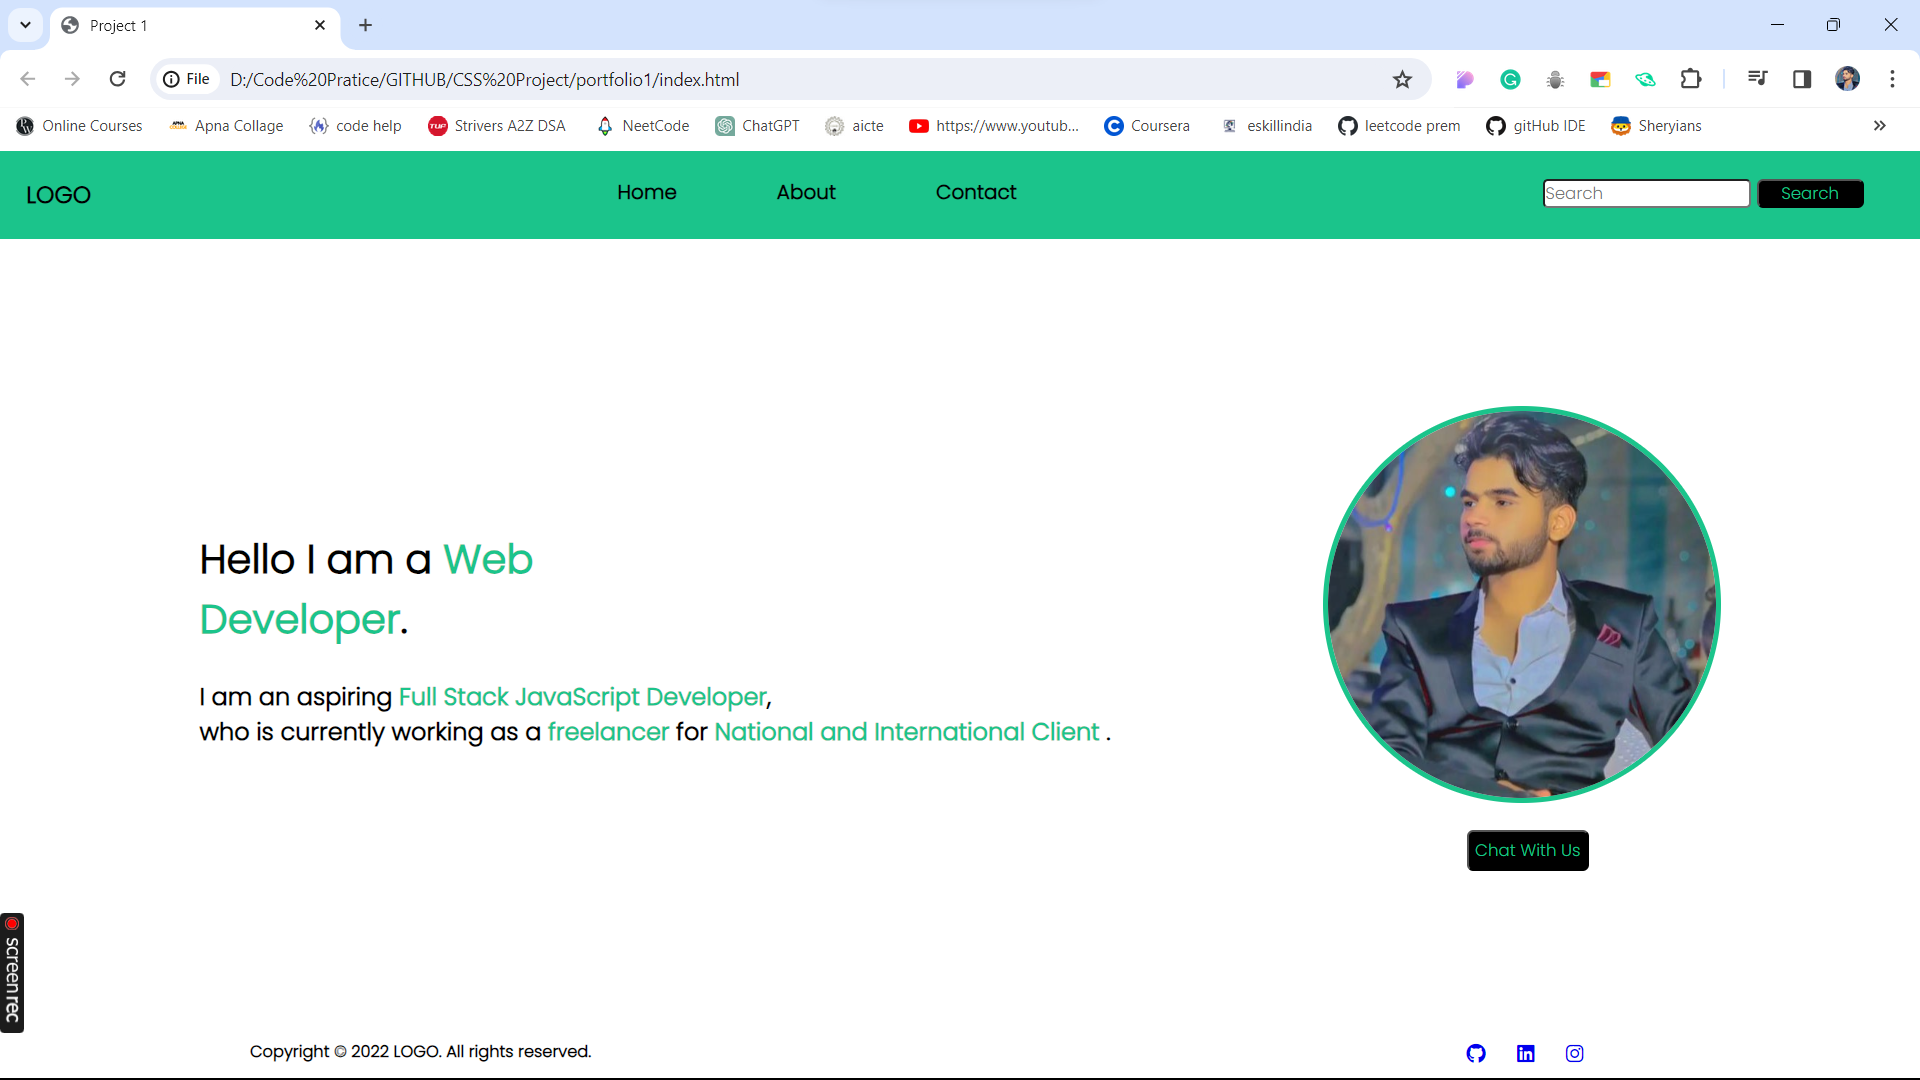 Project 1
File D:/Code%20Pratice/GITHUB/CSS%20Project/portfolio1/index.html
Online Courses Apna Collage code help Strivers A2Z DSA NeetCode ChatGPT aicte https://www.youtub... Coursera eskillindia leetcode prem gitHub IDE Sheryians
LOGO Home About Contact Search Search
Hello I am a Web
Developer.
I am an aspiring Full Stack JavaScript Developer,
who is currently working as a freelancer for National and International Client .
Chat With Us
screenrec
Copyright © 2022 LOGO. All rights reserved.